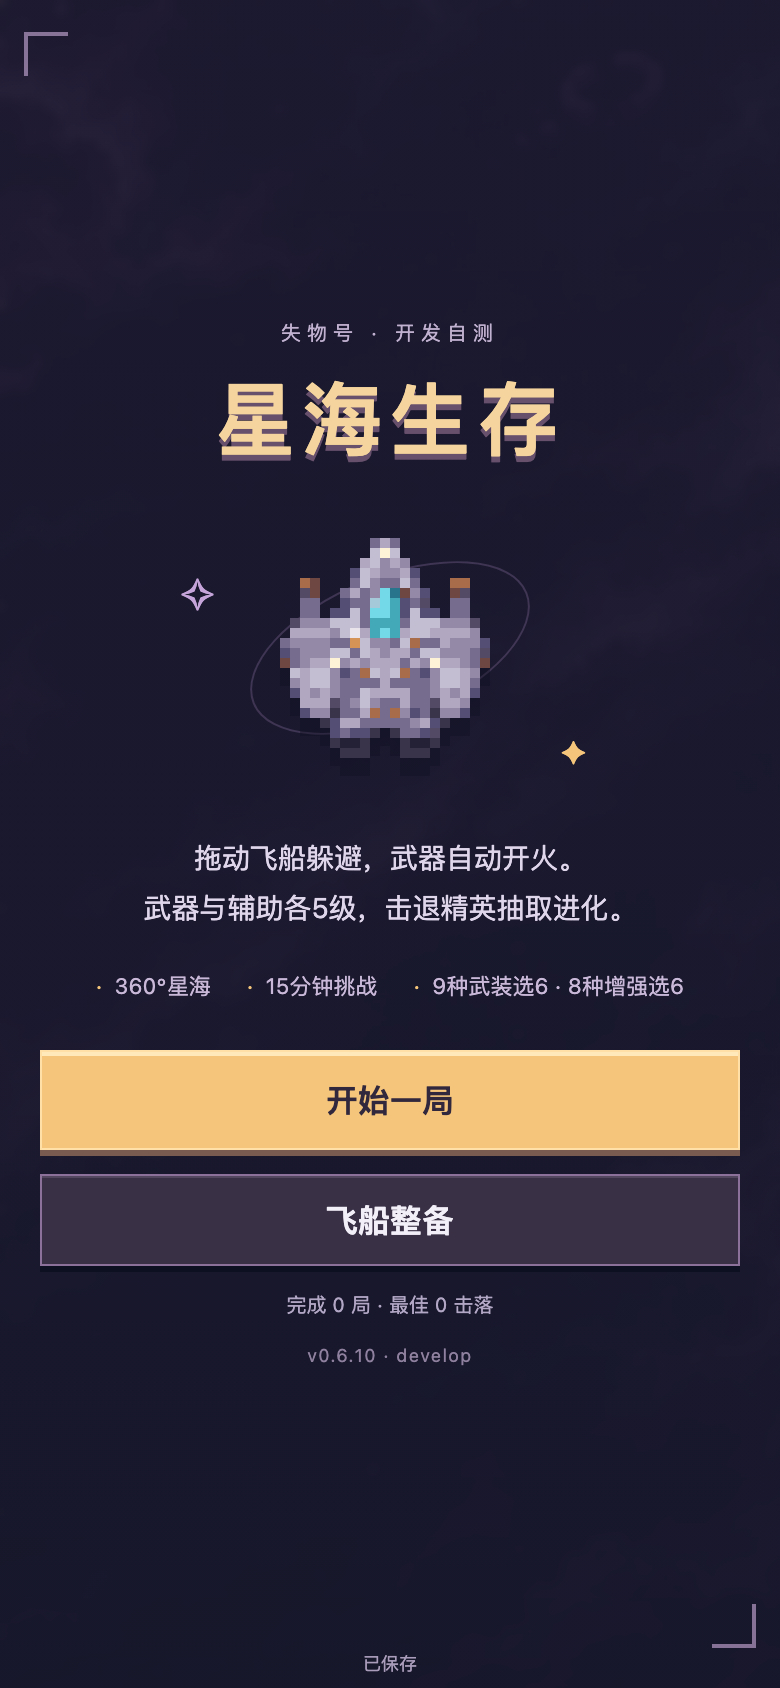 失物号 · 开发自测
星海生存
拖动飞船躲避，武器自动开火。
武器与辅助各5级，击退精英抽取进化。
· 360°星海 · 15分钟挑战 · 9种武装选6 · 8种增强选6
开始一局
飞船整备
完成 0 局 · 最佳 0 击落
v0.6.10 · develop
已保存